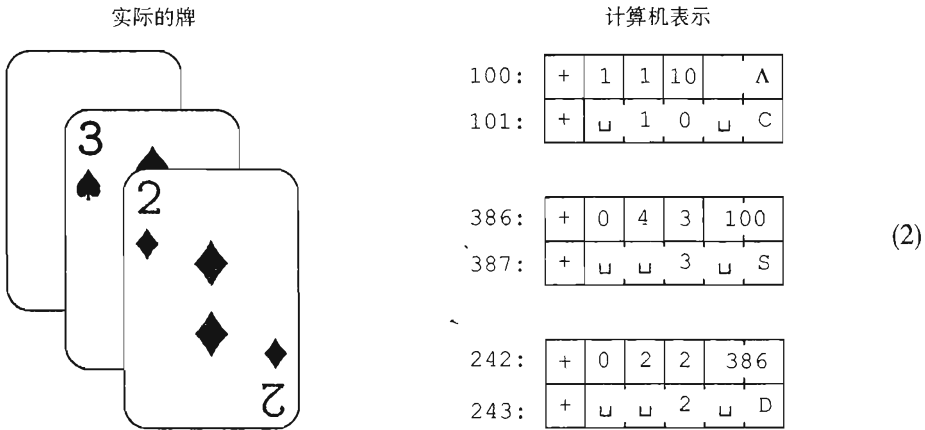 实际的牌 计算机表示
3
2
2
100: + 1 1 10 Λ
101: + ␣ 1 0 ␣ C
386: + 0 4 3 100
387: + ␣ ␣ 3 ␣ S
(2)
242: + 0 2 2 386
243: + ␣ ␣ 2 ␣ D